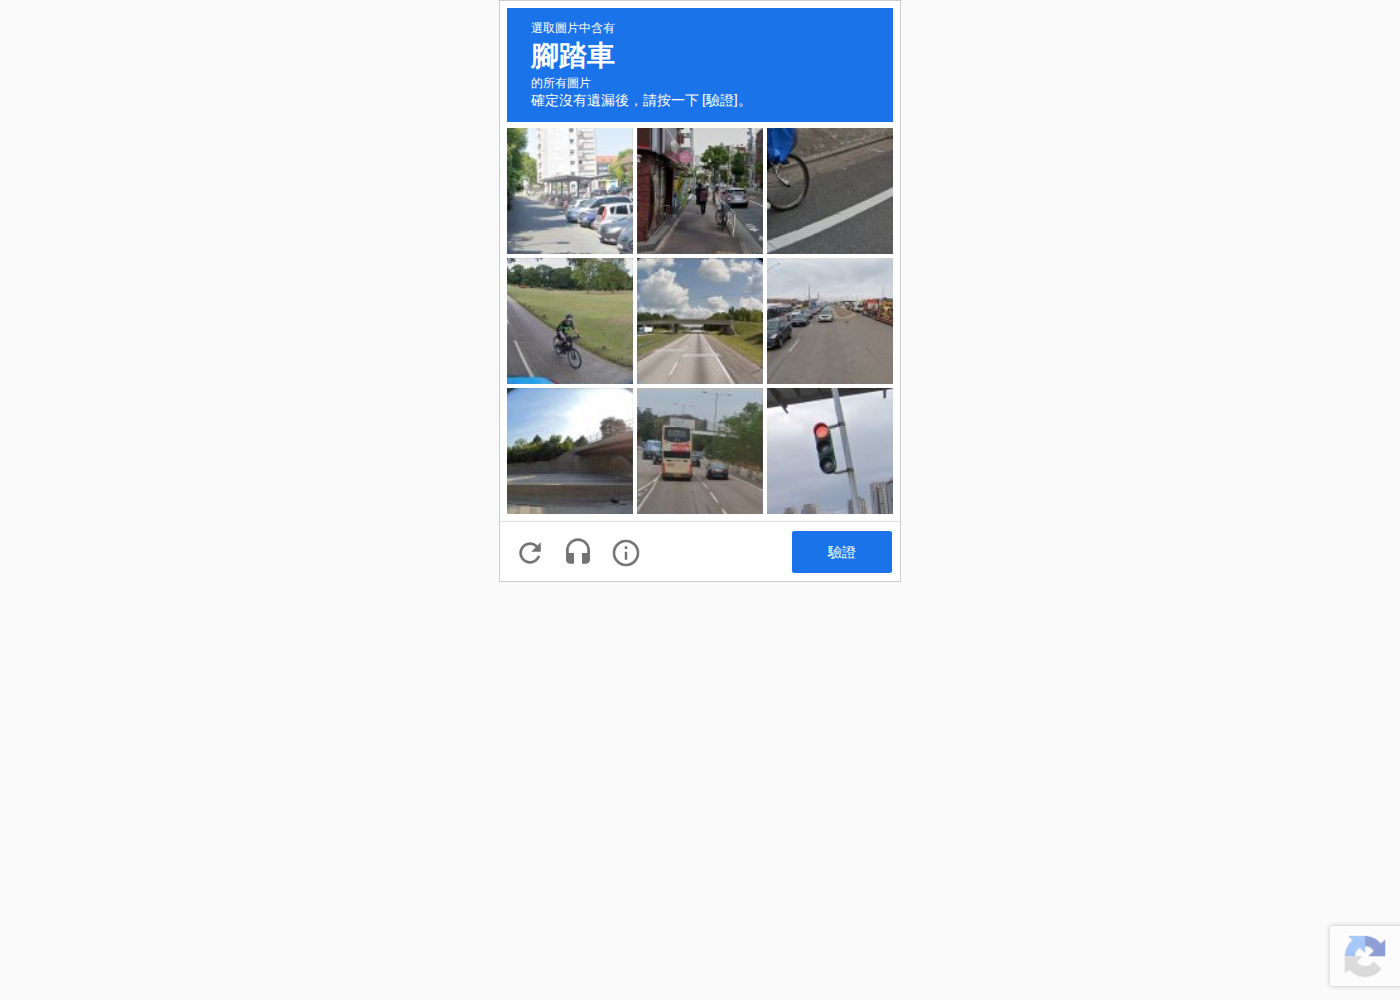 選取圖片中含有
腳踏車
的所有圖片
確定沒有遺漏後，請按一下 [驗證]。
驗證